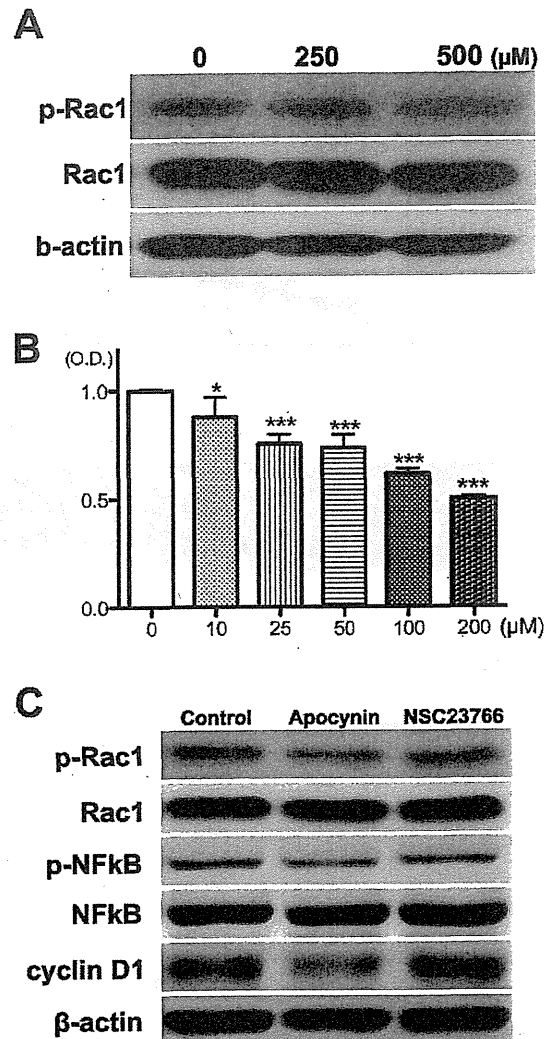 A
0 250 500 (μM)
p-Rac1
Rac1
b-actin
B
(O.D.)
1.0
* *** *** *** ***
0.5
0.0
0 10 25 50 100 200 (μM)
C
Control Apocynin NSC23766
p-Rac1
Rac1
p-NFkB
NFkB
cyclin D1
β-actin